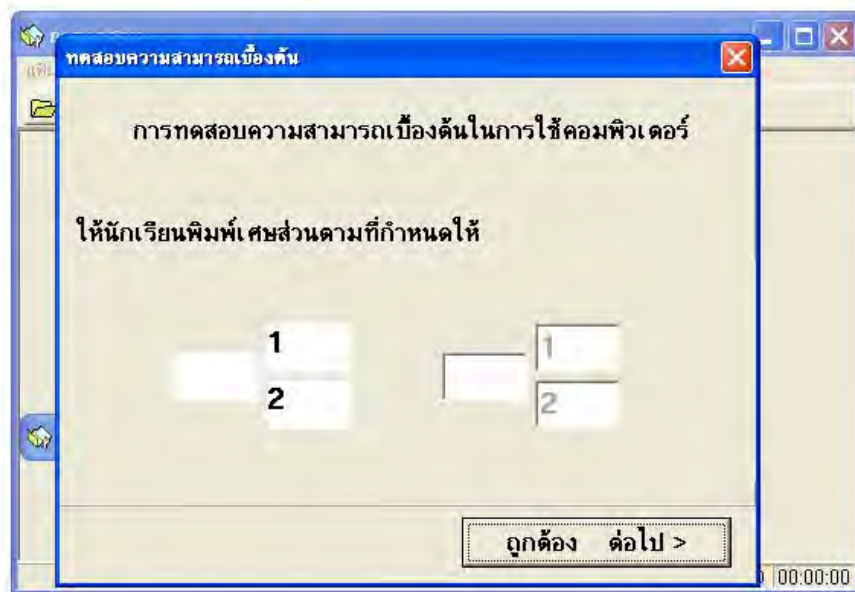 ทดสอบความสามารถเบื้องต้น
การทดสอบความสามารถเบื้องต้นในการใช้คอมพิวเตอร์
ให้นักเรียนพิมพ์เศษส่วนตามที่กำหนดให้
1 1
2 2
ถูกต้อง ต่อไป >
00:00:00